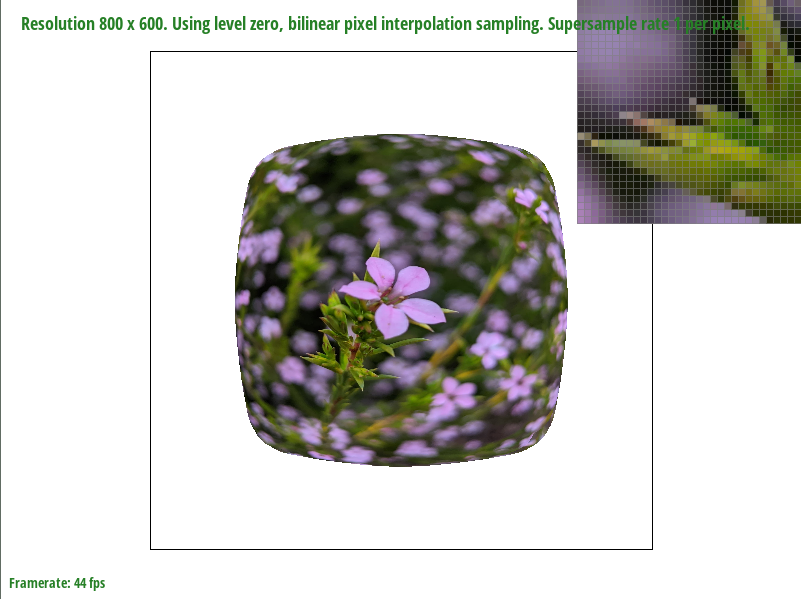 Resolution 800 x 600. Using level zero, bilinear pixel interpolation sampling. Supersample rate 1 per pixel.
Framerate: 44 fps